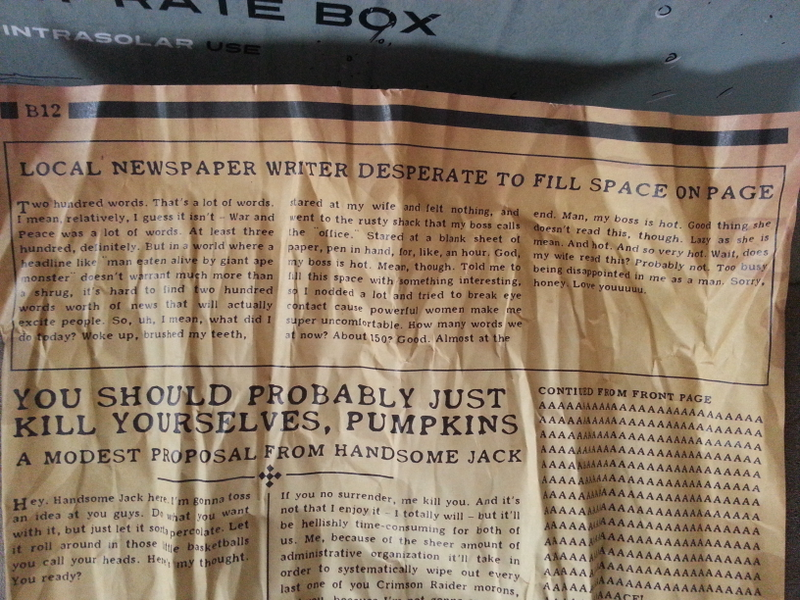 RATE BOX
INTRASOLAR USE
B12
LOCAL NEWSPAPER WRITER DESPERATE TO FILL SPACE ON PAGE
Two hundred words. That's a lot of words.
I mean, relatively, I guess it isn't – War and
Peace was a lot of words. At least three
hundred, definitely. But in a world where a
headline like "man eaten alive by giant ape
monster" doesn't warrant much more than
a shrug, it's hard to find two hundred
words worth of news that will actually
excite people. So, uh, I mean, what did I
do today? Woke up, brushed my teeth,
stared at my wife and felt nothing, and
went to the rusty shack that my boss calls
the "office." Stared at a blank sheet of
paper, pen in hand, for, like, an hour. God,
my boss is hot. Mean, though. Told me to
fill this space with something interesting,
so I nodded a lot and tried to break eye
contact cause powerful women make me
super uncomfortable. How many words we
at now? About 150? Good. Almost at the
end. Man, my boss is hot. Good thing she
doesn't read this, though. Lazy as she is
mean. And hot. And so very hot. Wait, does
my wife read this? Probably not. Too busy
being disappointed in me as a man. Sorry,
honey. Love youuuuu.
YOU SHOULD PROBABLY JUST
KILL YOURSELVES, PUMPKINS
A MODEST PROPOSAL FROM HANDSOME JACK
Hey. Handsome Jack here. I'm gonna toss
an idea at you guys. Do what you want
with it, but just let it sorta percolate. Let
it roll around in those little basketballs
you call your heads. Here's my thought.
You ready?
If you no surrender, me kill you. And it's
not that I enjoy it – I totally will – but it'll
be hellishly time-consuming for both of
us. Me, because of the sheer amount of
administrative organization it'll take in
order to systematically wipe out every
last one of you Crimson Raider morons,
because I'm not
CONTINUED FROM FRONT PAGE
AAAAAAAAAAAAAAAAAAAAAAAA
AAAAAAAAAAAAAAAAAAAAAAAA
AAAAAAAAAAAAAAAAAAAAAAAA
AAAAAAAAAAAAAAAAAAAAAAAA
AAAAAAAAAAAAAAAAAAAAAAAA
AAAAAAAAAAAAAAAAAAAAAAAA
AAAAAAAAAAAAAAAAAAAAAAAA
AAAAAAAAAAAAAAAAAAAAAAAA
AAAAAAAAAAAAAAAAAAAAAAAA
AAAAAAAAAAAAAAAAAAAAAAAA
AAAAAAAAAAAAAAAAAAAAAAAA
AAAAAAAAAAAAAAAAAAAAAAAA
AAAAAAAAAAAAAAAAAAAAAAAA